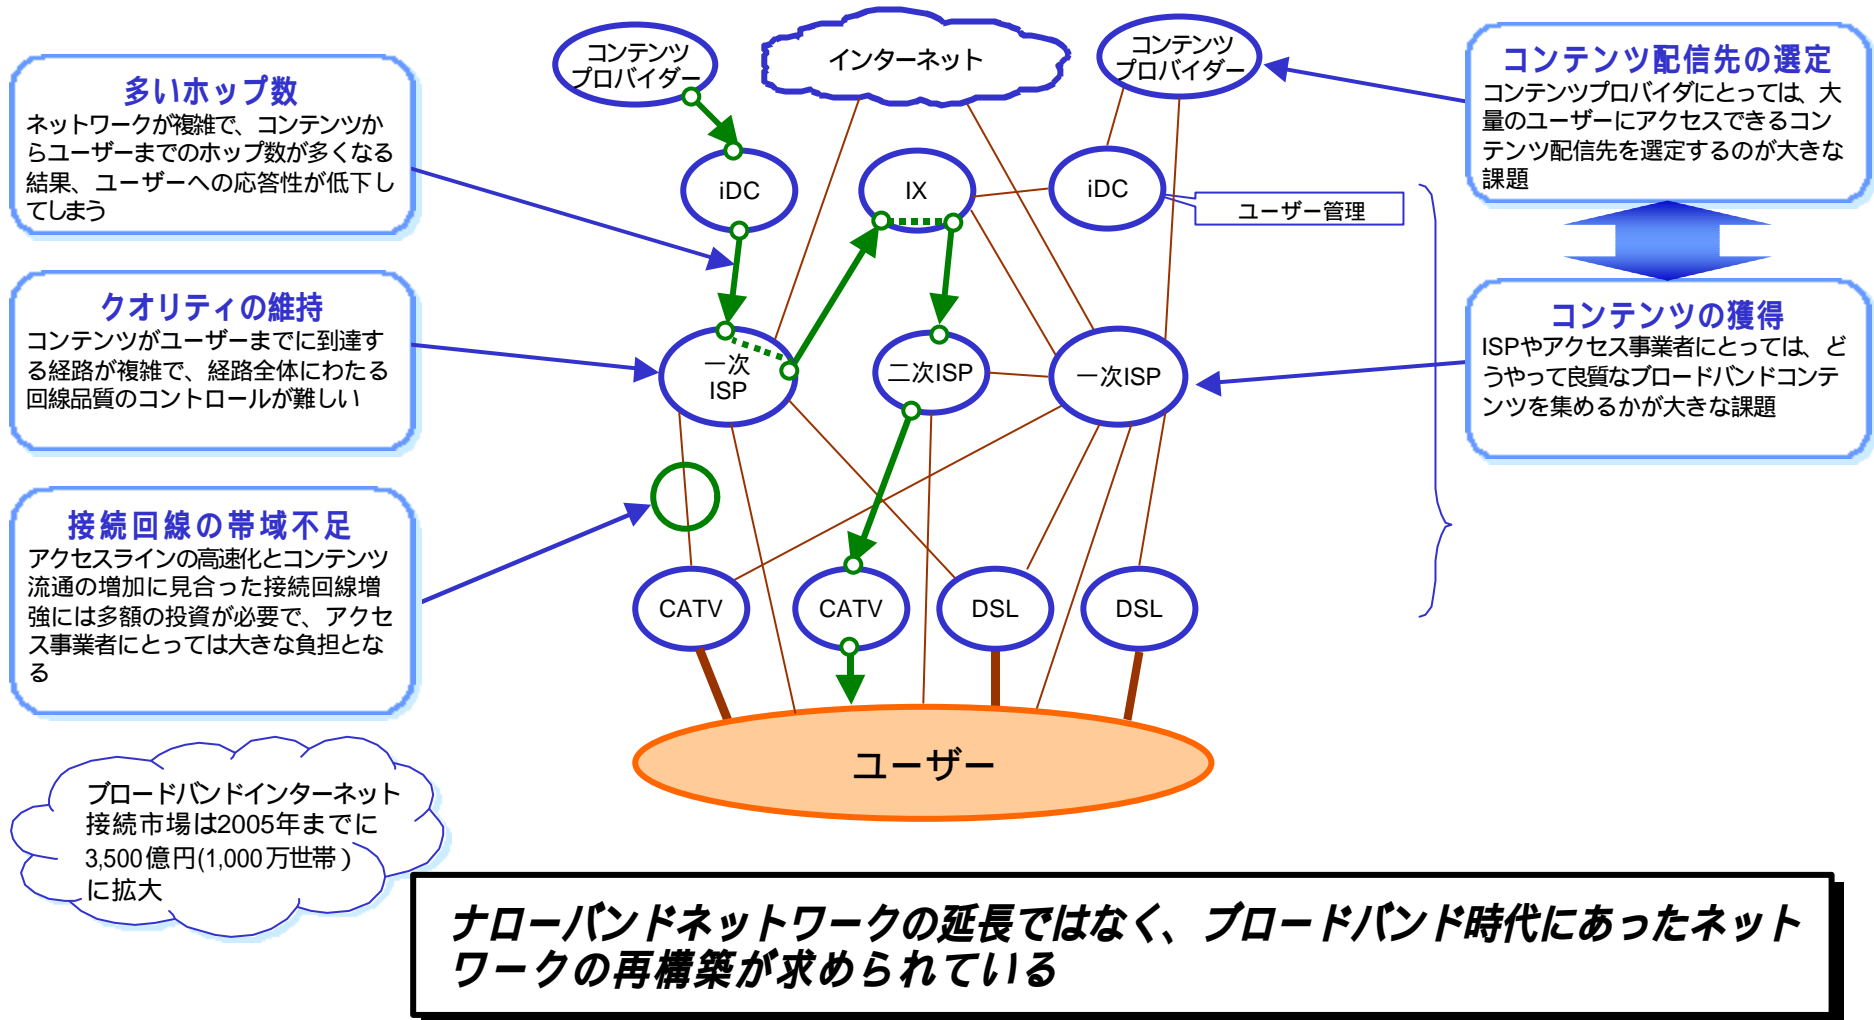 多いホップ数
ネットワークが複雑で、コンテンツか
らユーザーまでのホップ数が多くなる
結果、ユーザーへの応答性が低下し
てしまう
クオリティの維持
コンテンツがユーザーまでに到達す
る経路が複雑で、経路全体にわたる
回線品質のコントロールが難しい
接続回線の帯域不足
アクセスラインの高速化とコンテンツ
流通の増加に見合った接続回線増
強には多額の投資が必要で、アクセ
ス事業者にとっては大きな負担とな
る
ブロードバンドインターネット
接続市場は2005年までに
3,500億円(1,000万世帯）
に拡大
コンテンツ
プロバイダー
インターネット
コンテンツ
プロバイダー
iDC
IX
iDC
ユーザー管理
一次
ISP
二次ISP
一次ISP
CATV
CATV
DSL
DSL
ユーザー
コンテンツ配信先の選定
コンテンツプロバイダにとっては、大
量のユーザーにアクセスできるコン
テンツ配信先を選定するのが大きな
課題
コンテンツの獲得
ISPやアクセス事業者にとっては、ど
うやって良質なブロードバンドコンテ
ンツを集めるかが大きな課題
ナローバンドネットワークの延長ではなく、ブロードバンド時代にあったネット
ワークの再構築が求められている